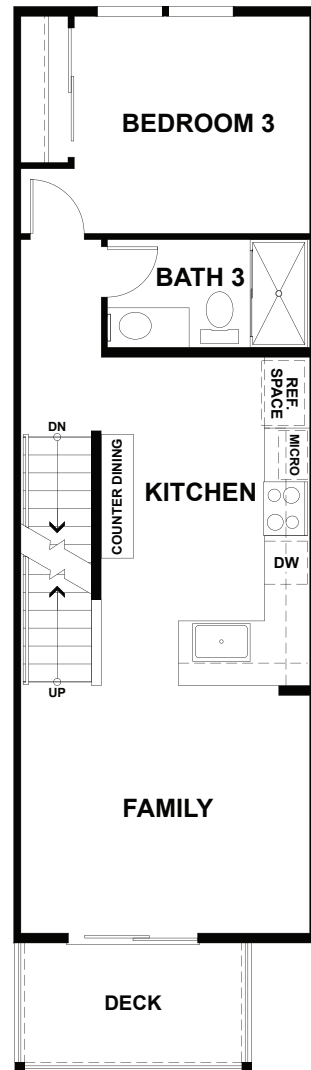 BEDROOM 3
BATH 3
REF.
SPACE
MICRO
DN
COUNTER DINING
KITCHEN
DW
UP
FAMILY
DECK